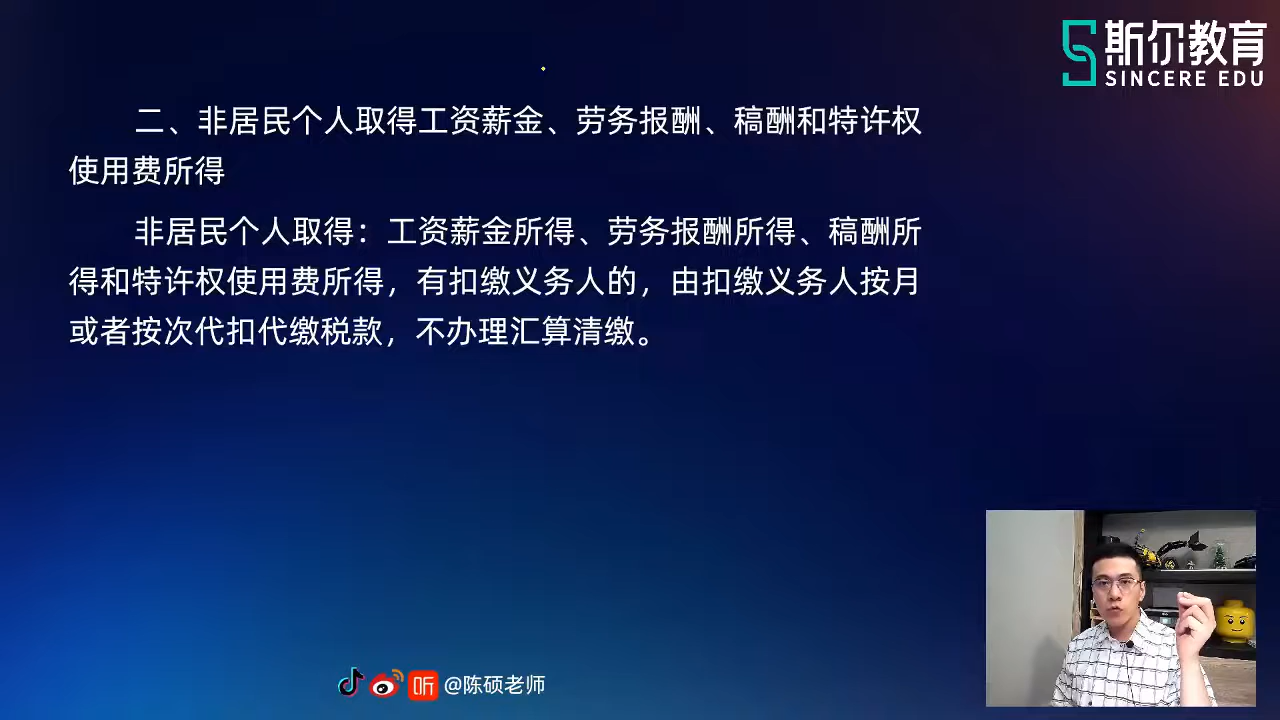 斯尔教育
SINCERE EDU
二、非居民个人取得工资薪金、劳务报酬、稿酬和特许权
使用费所得
非居民个人取得：工资薪金所得、劳务报酬所得、稿酬所
得和特许权使用费所得，有扣缴义务人的，由扣缴义务人按月
或者按次代扣代缴税款，不办理汇算清缴。
听 @陈硕老师